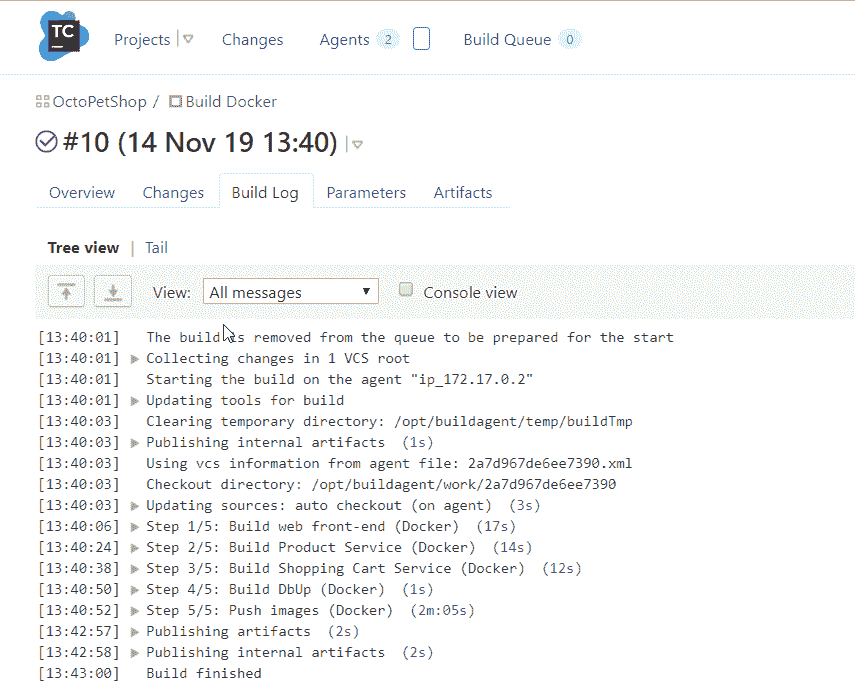 TC
Projects
Changes
Agents 2
Build Queue 0
OctoPetShop / Build Docker
#10 (14 Nov 19 13:40)
Overview Changes Build Log Parameters Artifacts
Tree view | Tail
View: All messages Console view
[13:40:01] The build is removed from the queue to be prepared for the start
[13:40:01] Collecting changes in 1 VCS root
[13:40:01] Starting the build on the agent "ip_172.17.0.2"
[13:40:01] Updating tools for build
[13:40:03] Clearing temporary directory: /opt/buildagent/temp/buildTmp
[13:40:03] Publishing internal artifacts (1s)
[13:40:03] Using vcs information from agent file: 2a7d967de6ee7390.xml
[13:40:03] Checkout directory: /opt/buildagent/work/2a7d967de6ee7390
[13:40:03] Updating sources: auto checkout (on agent) (3s)
[13:40:06] Step 1/5: Build web front-end (Docker) (17s)
[13:40:24] Step 2/5: Build Product Service (Docker) (14s)
[13:40:38] Step 3/5: Build Shopping Cart Service (Docker) (12s)
[13:40:50] Step 4/5: Build DbUp (Docker) (1s)
[13:40:52] Step 5/5: Push images (Docker) (2m:05s)
[13:42:57] Publishing artifacts (2s)
[13:42:58] Publishing internal artifacts (2s)
[13:43:00] Build finished